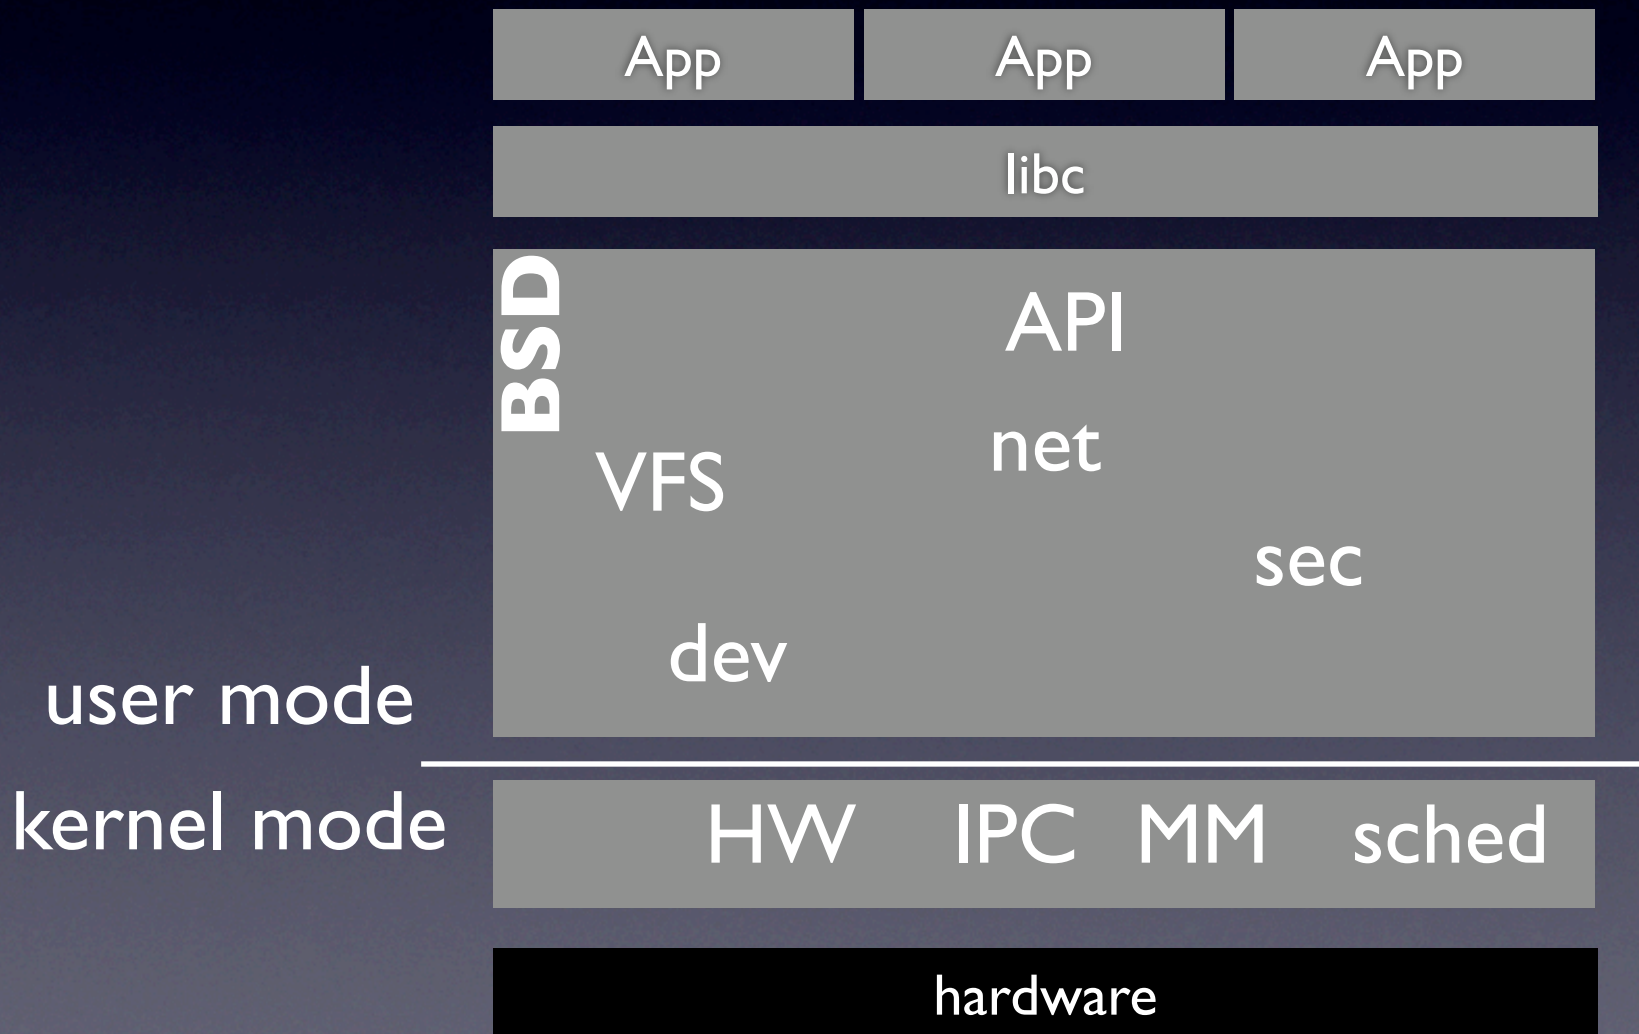 App App App
libc
BSD
API
net
VFS
sec
dev
user mode
kernel mode
HW IPC MM sched
hardware